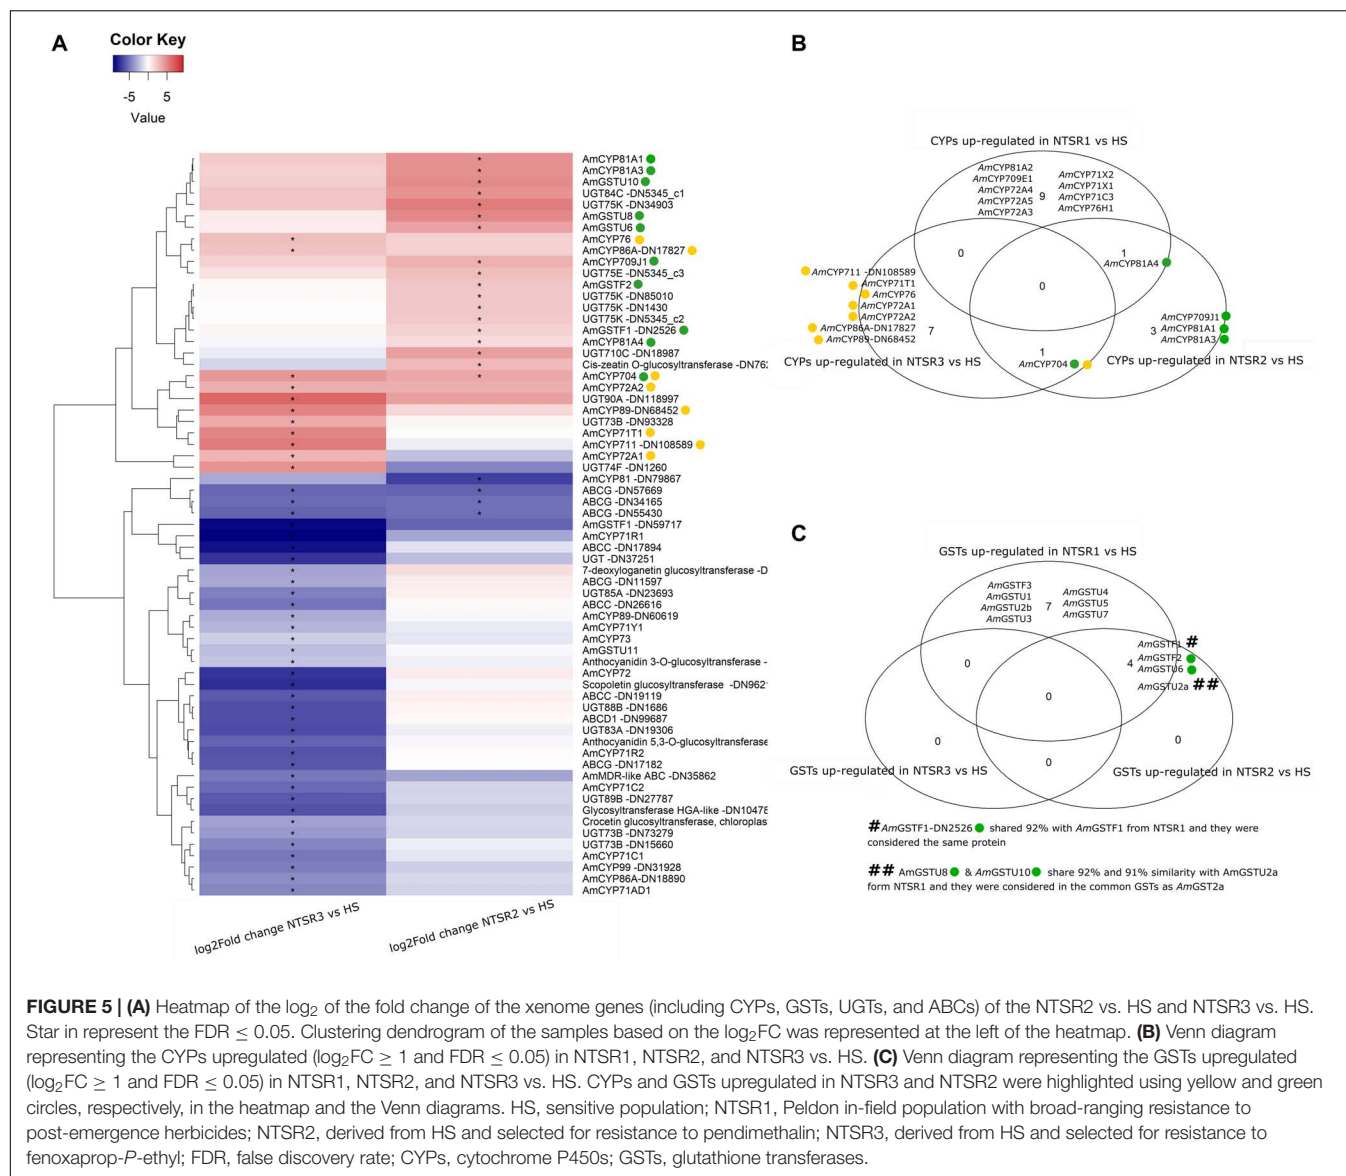 A
Color Key
-5 5
Value
AmCYP81A1
AmCYP81A3
AmGSTU10
UGT84C -DN5345_c1
UGT75K -DN34903
AmGSTU8
AmGSTU6
AmCYP76
AmCYP86A-DN17827
AmCYP709J1
UGT75E -DN5345_c3
AmGSTF2
UGT75K -DN85010
UGT75K -DN1430
UGT75K -DN5345_c2
AmGSTF1 -DN2526
AmCYP81A4
UGT710C -DN18987
Cis-zeatin O-glucosyltransferase -DN762
AmCYP704
AmCYP72A2
UGT90A -DN118997
AmCYP89-DN68452
UGT73B -DN93328
AmCYP71T1
AmCYP711 -DN108589
AmCYP72A1
UGT74F -DN1260
AmCYP81 -DN79867
ABCG -DN57669
ABCG -DN34165
ABCG -DN55430
AmGSTF1 -DN59717
AmCYP71R1
ABCC -DN17894
UGT -DN37251
7-deoxyloganetin glucosyltransferase -D
ABCG -DN11597
UGT85A -DN23693
ABCC -DN26616
AmCYP89-DN60619
AmCYP71Y1
AmCYP73
AmGSTU11
Anthocyanidin 3-O-glucosyltransferase -
AmCYP72
Scopoletin glucosyltransferase -DN9621
ABCC -DN19119
UGT88B -DN1686
ABCD1 -DN99687
UGT83A -DN19306
Anthocyanidin 5,3-O-glucosyltransferase
AmCYP71R2
ABCG -DN17182
AmMDR-like ABC -DN35862
AmCYP71C2
UGT89B -DN27787
Glycosyltransferase HGA-like -DN10478
Crocetin glucosyltransferase, chloroplas
UGT73B -DN73279
UGT73B -DN15660
AmCYP71C1
AmCYP99 -DN31928
AmCYP86A-DN18890
AmCYP71AD1
log2Fold change NTSR3 vs HS
log2Fold change NTSR2 vs HS
B
CYPs up-regulated in NTSR1 vs HS
AmCYP81A2
AmCYP709E1
AmCYP72A4
AmCYP72A5
AmCYP72A3
9
AmCYP71X2
AmCYP71X1
AmCYP71C3
AmCYP76H1
0
1
AmCYP81A4
0
AmCYP711 -DN108589
AmCYP71T1
AmCYP76
AmCYP72A1
AmCYP72A2
AmCYP86A-DN17827
AmCYP89-DN68452
7
CYPs up-regulated in NTSR3 vs HS
1
AmCYP704
AmCYP709J1
3 AmCYP81A1
AmCYP81A3
CYPs up-regulated in NTSR2 vs HS
C
GSTs up-regulated in NTSR1 vs HS
AmGSTF3
AmGSTU1
AmGSTU2b
AmGSTU3
7
AmGSTU4
AmGSTU5
AmGSTU7
0
4
AmGSTF1 #
AmGSTF2
AmGSTU6
AmGSTU2a ##
0
0
0
0
GSTs up-regulated in NTSR3 vs HS
GSTs up-regulated in NTSR2 vs HS
#AmGSTF1-DN2526 shared 92% with AmGSTF1 from NTSR1 and they were
considered the same protein
## AmGSTU8 & AmGSTU10 share 92% and 91% similarity with AmGSTU2a
form NTSR1 and they were considered in the common GSTs as AmGST2a
FIGURE 5 | (A) Heatmap of the log2 of the fold change of the xenome genes (including CYPs, GSTs, UGTs, and ABCs) of the NTSR2 vs. HS and NTSR3 vs. HS.
Star in represent the FDR ≤ 0.05. Clustering dendrogram of the samples based on the log2FC was represented at the left of the heatmap. (B) Venn diagram
representing the CYPs upregulated (log2FC ≥ 1 and FDR ≤ 0.05) in NTSR1, NTSR2, and NTSR3 vs. HS. (C) Venn diagram representing the GSTs upregulated
(log2FC ≥ 1 and FDR ≤ 0.05) in NTSR1, NTSR2, and NTSR3 vs. HS. CYPs and GSTs upregulated in NTSR3 and NTSR2 were highlighted using yellow and green
circles, respectively, in the heatmap and the Venn diagrams. HS, sensitive population; NTSR1, Peldon in-field population with broad-ranging resistance to
post-emergence herbicides; NTSR2, derived from HS and selected for resistance to pendimethalin; NTSR3, derived from HS and selected for resistance to
fenoxaprop-P-ethyl; FDR, false discovery rate; CYPs, cytochrome P450s; GSTs, glutathione transferases.